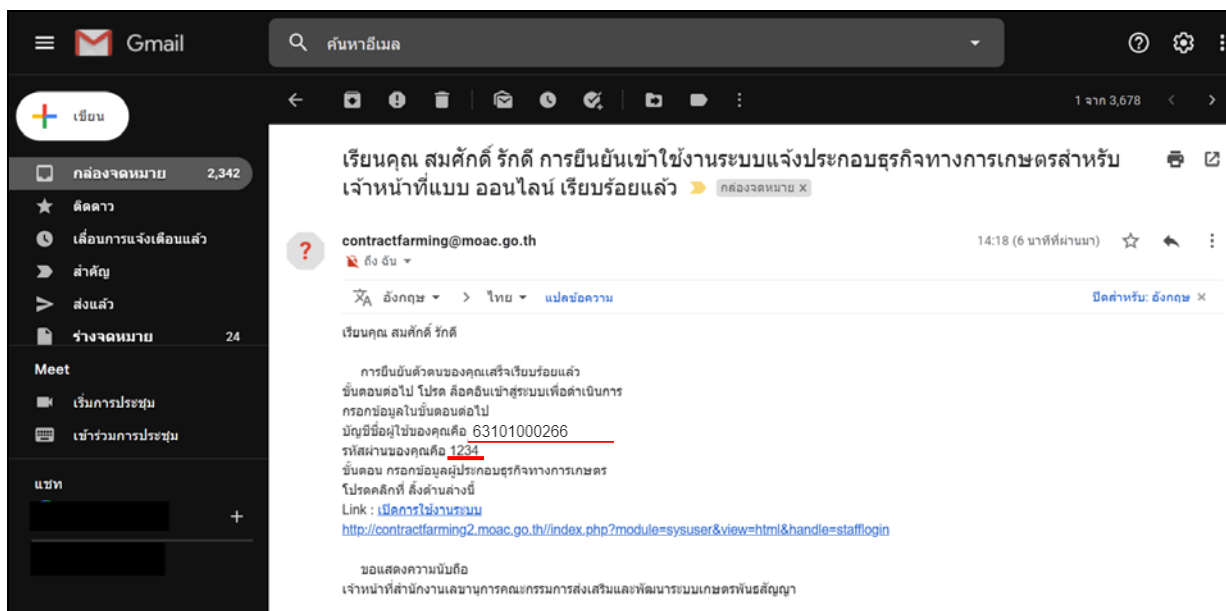 Gmail
ค้นหาอีเมล
เขียน
1 จาก 3,678
กล่องจดหมาย 2,342
ติดดาว
เลื่อนการแจ้งเตือนแล้ว
สำคัญ
ส่งแล้ว
ร่างจดหมาย 24
Meet
เริ่มการประชุม
เข้าร่วมการประชุม
แชท
เรียนคุณ สมศักดิ์ รักดี การยืนยันเข้าใช้งานระบบแจ้งประกอบธุรกิจทางการเกษตรสำหรับ
เจ้าหน้าที่แบบ ออนไลน์ เรียบร้อยแล้ว กล่องจดหมาย x
contractfarming@moac.go.th 14:18 (6 นาทีที่ผ่านมา)
ถึง ฉัน
อังกฤษ > ไทย แปลข้อความ ปิดสำหรับ: อังกฤษ x
เรียนคุณ สมศักดิ์ รักดี
การยืนยันตัวตนของคุณเสร็จเรียบร้อยแล้ว
ขั้นตอนต่อไป โปรด ล็อคอินเข้าสู่ระบบเพื่อดำเนินการ
กรอกข้อมูลในขั้นตอนต่อไป
บัญชีชื่อผู้ใช้ของคุณคือ 63101000266
รหัสผ่านของคุณคือ 1234
ขั้นตอน กรอกข้อมูลผู้ประกอบธุรกิจทางการเกษตร
โปรดคลิกที่ ลิ้งด้านล่างนี้
Link : เปิดการใช้งานระบบ
http://contractfarming2.moac.go.th//index.php?module=sysuser&view=html&handle=stafflogin
ขอแสดงความนับถือ
เจ้าหน้าที่สำนักงานเลขานุการคณะกรรมการส่งเสริมและพัฒนาระบบเกษตรพันธสัญญา